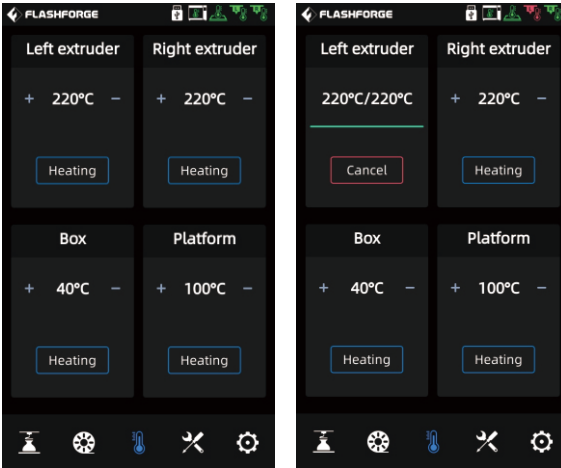 FLASHFORGE
Left extruder Right extruder
+ 220°C − + 220°C −
Heating Heating
Box Platform
+ 40°C − + 100°C −
Heating Heating
FLASHFORGE
Left extruder Right extruder
220°C/220°C + 220°C −
Cancel Heating
Box Platform
+ 40°C − + 100°C −
Heating Heating